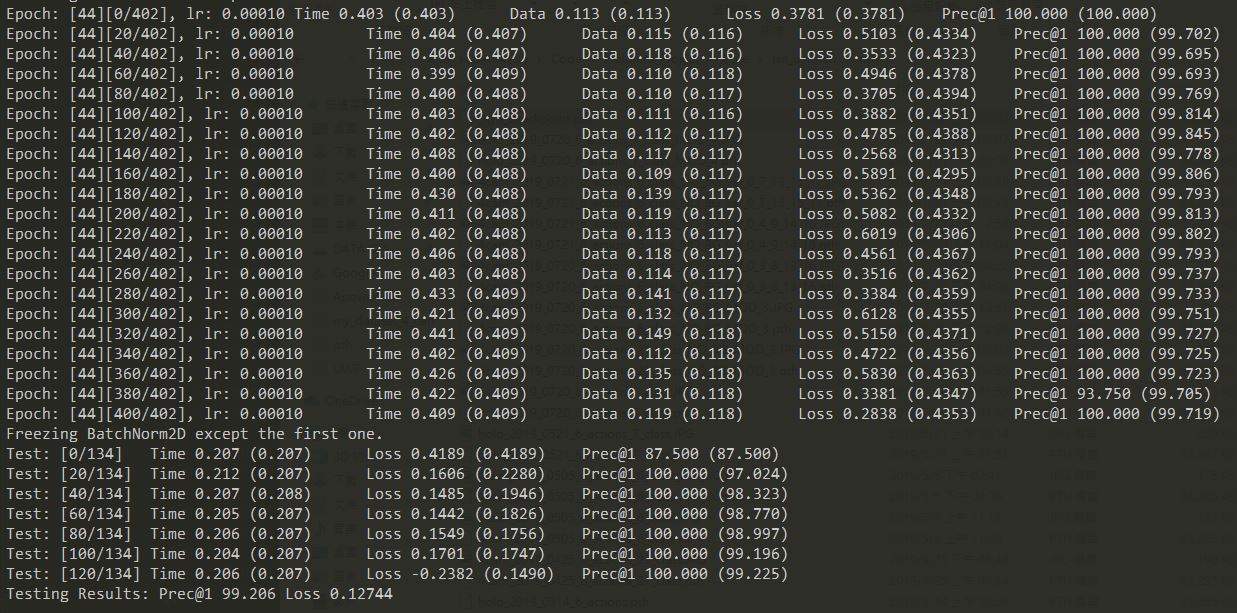 Epoch: [44][0/402], lr: 0.00010 Time 0.403 (0.403) Data 0.113 (0.113) Loss 0.3781 (0.3781) Prec@1 100.000 (100.000)
Epoch: [44][20/402], lr: 0.00010 Time 0.404 (0.407) Data 0.115 (0.116) Loss 0.5103 (0.4334) Prec@1 100.000 (99.702)
Epoch: [44][40/402], lr: 0.00010 Time 0.406 (0.407) Data 0.118 (0.116) Loss 0.3533 (0.4323) Prec@1 100.000 (99.695)
Epoch: [44][60/402], lr: 0.00010 Time 0.399 (0.409) Data 0.110 (0.118) Loss 0.4946 (0.4378) Prec@1 100.000 (99.693)
Epoch: [44][80/402], lr: 0.00010 Time 0.400 (0.408) Data 0.110 (0.117) Loss 0.3705 (0.4394) Prec@1 100.000 (99.769)
Epoch: [44][100/402], lr: 0.00010 Time 0.403 (0.408) Data 0.111 (0.116) Loss 0.3882 (0.4351) Prec@1 100.000 (99.814)
Epoch: [44][120/402], lr: 0.00010 Time 0.402 (0.408) Data 0.112 (0.117) Loss 0.4785 (0.4388) Prec@1 100.000 (99.845)
Epoch: [44][140/402], lr: 0.00010 Time 0.408 (0.408) Data 0.117 (0.117) Loss 0.2568 (0.4313) Prec@1 100.000 (99.778)
Epoch: [44][160/402], lr: 0.00010 Time 0.400 (0.408) Data 0.109 (0.117) Loss 0.5891 (0.4295) Prec@1 100.000 (99.806)
Epoch: [44][180/402], lr: 0.00010 Time 0.430 (0.408) Data 0.139 (0.117) Loss 0.5362 (0.4348) Prec@1 100.000 (99.793)
Epoch: [44][200/402], lr: 0.00010 Time 0.411 (0.408) Data 0.119 (0.117) Loss 0.5082 (0.4332) Prec@1 100.000 (99.813)
Epoch: [44][220/402], lr: 0.00010 Time 0.402 (0.408) Data 0.113 (0.117) Loss 0.6019 (0.4306) Prec@1 100.000 (99.802)
Epoch: [44][240/402], lr: 0.00010 Time 0.406 (0.408) Data 0.118 (0.117) Loss 0.4561 (0.4367) Prec@1 100.000 (99.793)
Epoch: [44][260/402], lr: 0.00010 Time 0.403 (0.408) Data 0.114 (0.117) Loss 0.3516 (0.4362) Prec@1 100.000 (99.737)
Epoch: [44][280/402], lr: 0.00010 Time 0.433 (0.409) Data 0.141 (0.117) Loss 0.3384 (0.4359) Prec@1 100.000 (99.733)
Epoch: [44][300/402], lr: 0.00010 Time 0.421 (0.409) Data 0.132 (0.117) Loss 0.6128 (0.4355) Prec@1 100.000 (99.751)
Epoch: [44][320/402], lr: 0.00010 Time 0.441 (0.409) Data 0.149 (0.118) Loss 0.5150 (0.4371) Prec@1 100.000 (99.727)
Epoch: [44][340/402], lr: 0.00010 Time 0.402 (0.409) Data 0.112 (0.118) Loss 0.4722 (0.4356) Prec@1 100.000 (99.725)
Epoch: [44][360/402], lr: 0.00010 Time 0.426 (0.409) Data 0.135 (0.118) Loss 0.5830 (0.4363) Prec@1 100.000 (99.723)
Epoch: [44][380/402], lr: 0.00010 Time 0.422 (0.409) Data 0.131 (0.118) Loss 0.3381 (0.4347) Prec@1 93.750 (99.705)
Epoch: [44][400/402], lr: 0.00010 Time 0.409 (0.409) Data 0.119 (0.118) Loss 0.2838 (0.4353) Prec@1 100.000 (99.719)
Freezing BatchNorm2D except the first one.
Test: [0/134] Time 0.207 (0.207) Loss 0.4189 (0.4189) Prec@1 87.500 (87.500)
Test: [20/134] Time 0.212 (0.207) Loss 0.1606 (0.2280) Prec@1 100.000 (97.024)
Test: [40/134] Time 0.207 (0.208) Loss 0.1485 (0.1946) Prec@1 100.000 (98.323)
Test: [60/134] Time 0.205 (0.207) Loss 0.1442 (0.1826) Prec@1 100.000 (98.770)
Test: [80/134] Time 0.206 (0.207) Loss 0.1549 (0.1756) Prec@1 100.000 (98.997)
Test: [100/134] Time 0.204 (0.207) Loss 0.1701 (0.1747) Prec@1 100.000 (99.196)
Test: [120/134] Time 0.206 (0.207) Loss -0.2382 (0.1490) Prec@1 100.000 (99.225)
Testing Results: Prec@1 99.206 Loss 0.12744